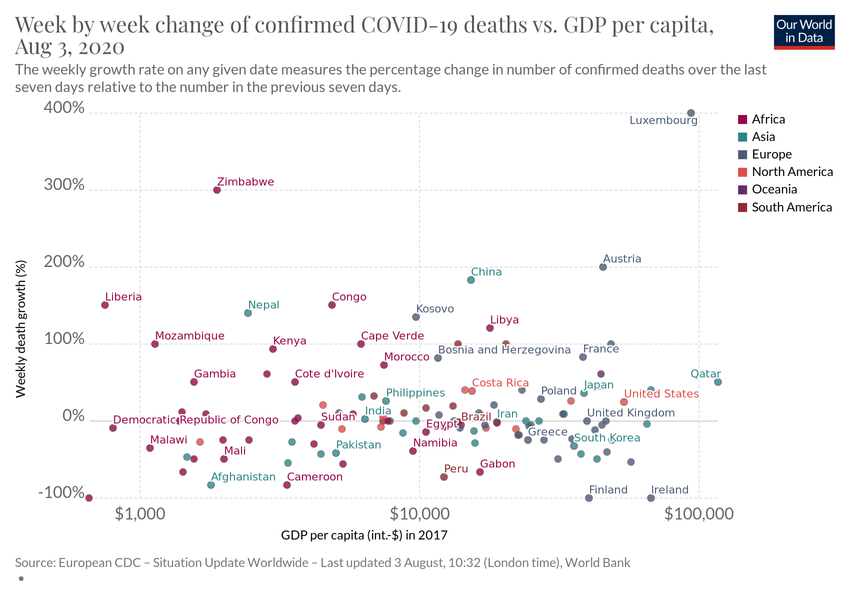 Week by week change of confirmed COVID-19 deaths vs. GDP per capita,
Aug 3, 2020
Our World
in Data
The weekly growth rate on any given date measures the percentage change in number of confirmed deaths over the last
seven days relative to the number in the previous seven days.
400%
Luxembourg
Africa
Asia
Europe
North America
Oceania
South America
300%
Zimbabwe
200%
Austria
China
Liberia
Nepal
Congo
Kosovo
Libya
100%
Mozambique
Kenya
Cape Verde
Bosnia and Herzegovina
France
Morocco
Gambia
Cote d'Ivoire
Qatar
Philippines
Costa Rica
Poland
Japan
United States
0%
Democratic Republic of Congo
Sudan
India
Egypt
Brazil
Iran
United Kingdom
Malawi
Mali
Pakistan
Namibia
Greece
South Korea
Afghanistan
Cameroon
Peru
Gabon
Finland
Ireland
-100%
$1,000
$10,000
$100,000
Weekly death growth (%)
GDP per capita (int.-$) in 2017
Source: European CDC – Situation Update Worldwide – Last updated 3 August, 10:32 (London time), World Bank